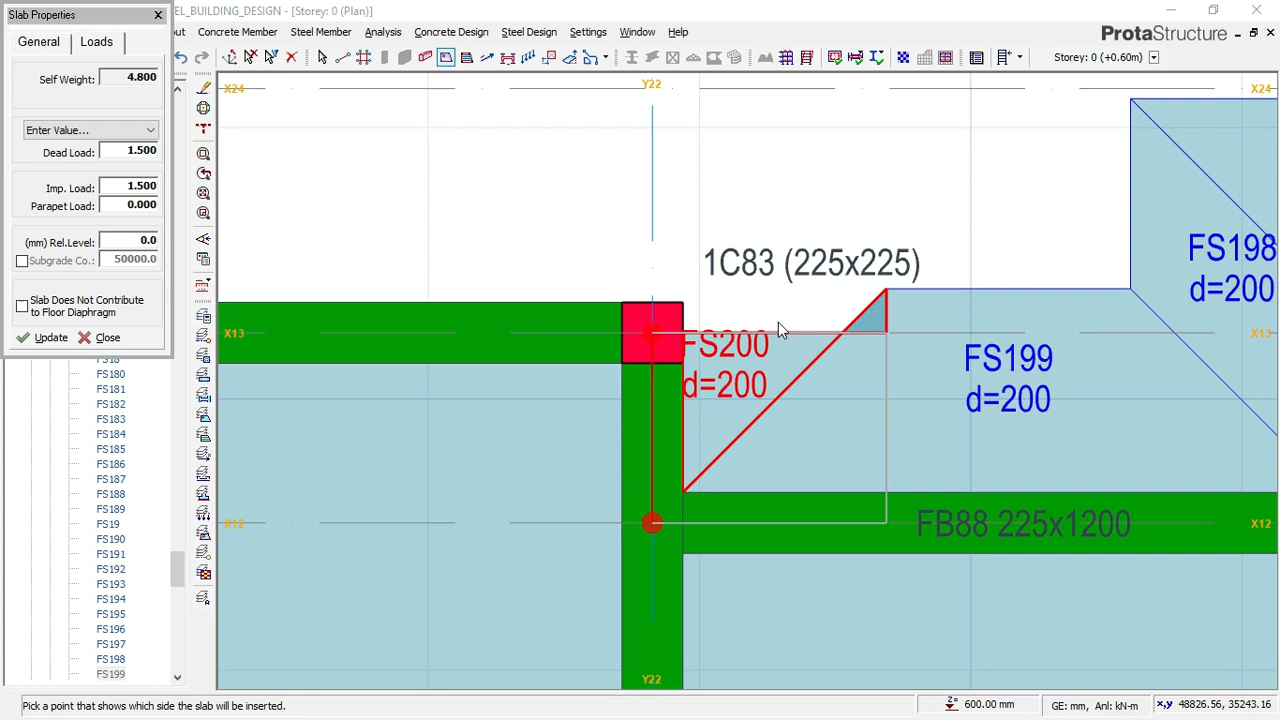 Slab Properties
EEL_BUILDING_DESIGN - [Storey: 0 (Plan)]
General
Loads
out
Concrete Member
Steel Member
Analysis
Concrete Design
Steel Design
Settings
Window
Help
ProtaStructure
Storey: 0 (+0.60m)
Self Weight:
4.800
Enter Value...
Dead Load:
1.500
Imp. Load:
1.500
Parapet Load:
0.000
(mm) Rel.Level:
0.0
Subgrade Co.:
50000.0
Slab Does Not Contribute
to Floor Diaphragm
Update
Close
FS180
FS181
FS182
FS183
FS184
FS185
FS186
FS187
FS188
FS189
FS19
FS190
FS191
FS192
FS193
FS194
FS195
FS196
FS197
FS198
FS199
Y22
X24
X24
1C83 (225x225)
FS198
d=200
X13
X13
FS200
d=200
FS199
d=200
X12
FB88 225x1200
X12
Y22
Pick a point that shows which side the slab will be inserted.
Z=
600.00 mm
GE: mm, Anl: kN-m
x,y
48826.56, 35243.16